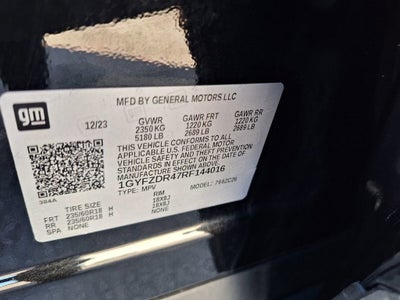 gm
MFD BY GENERAL MOTORS LLC
12/23 GVWR GAWR FRT GAWR RR
2350 KG 1220 KG 1220 KG
5180 LB 2689 LB 2689 LB
THIS VEHICLE CONFORMS TO ALL
APPLICABLE U.S. FEDERAL MOTOR
VEHICLE SAFETY AND THEFT
PREVENTION STANDARDS IN EFFECT
ON THE DATE OF MANUFACTURE
SHOWN ABOVE.
1GYFZDR47RF144016
384A TYPE: MPV MODEL: 7642C26
TIRE SIZE RIM
FRT 235/60R18 H 18X8J
RR 235/60R18 H 18X8J
SPA NONE NONE